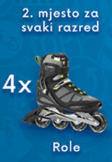 2. mjesto za
svaki razred
4x
Role